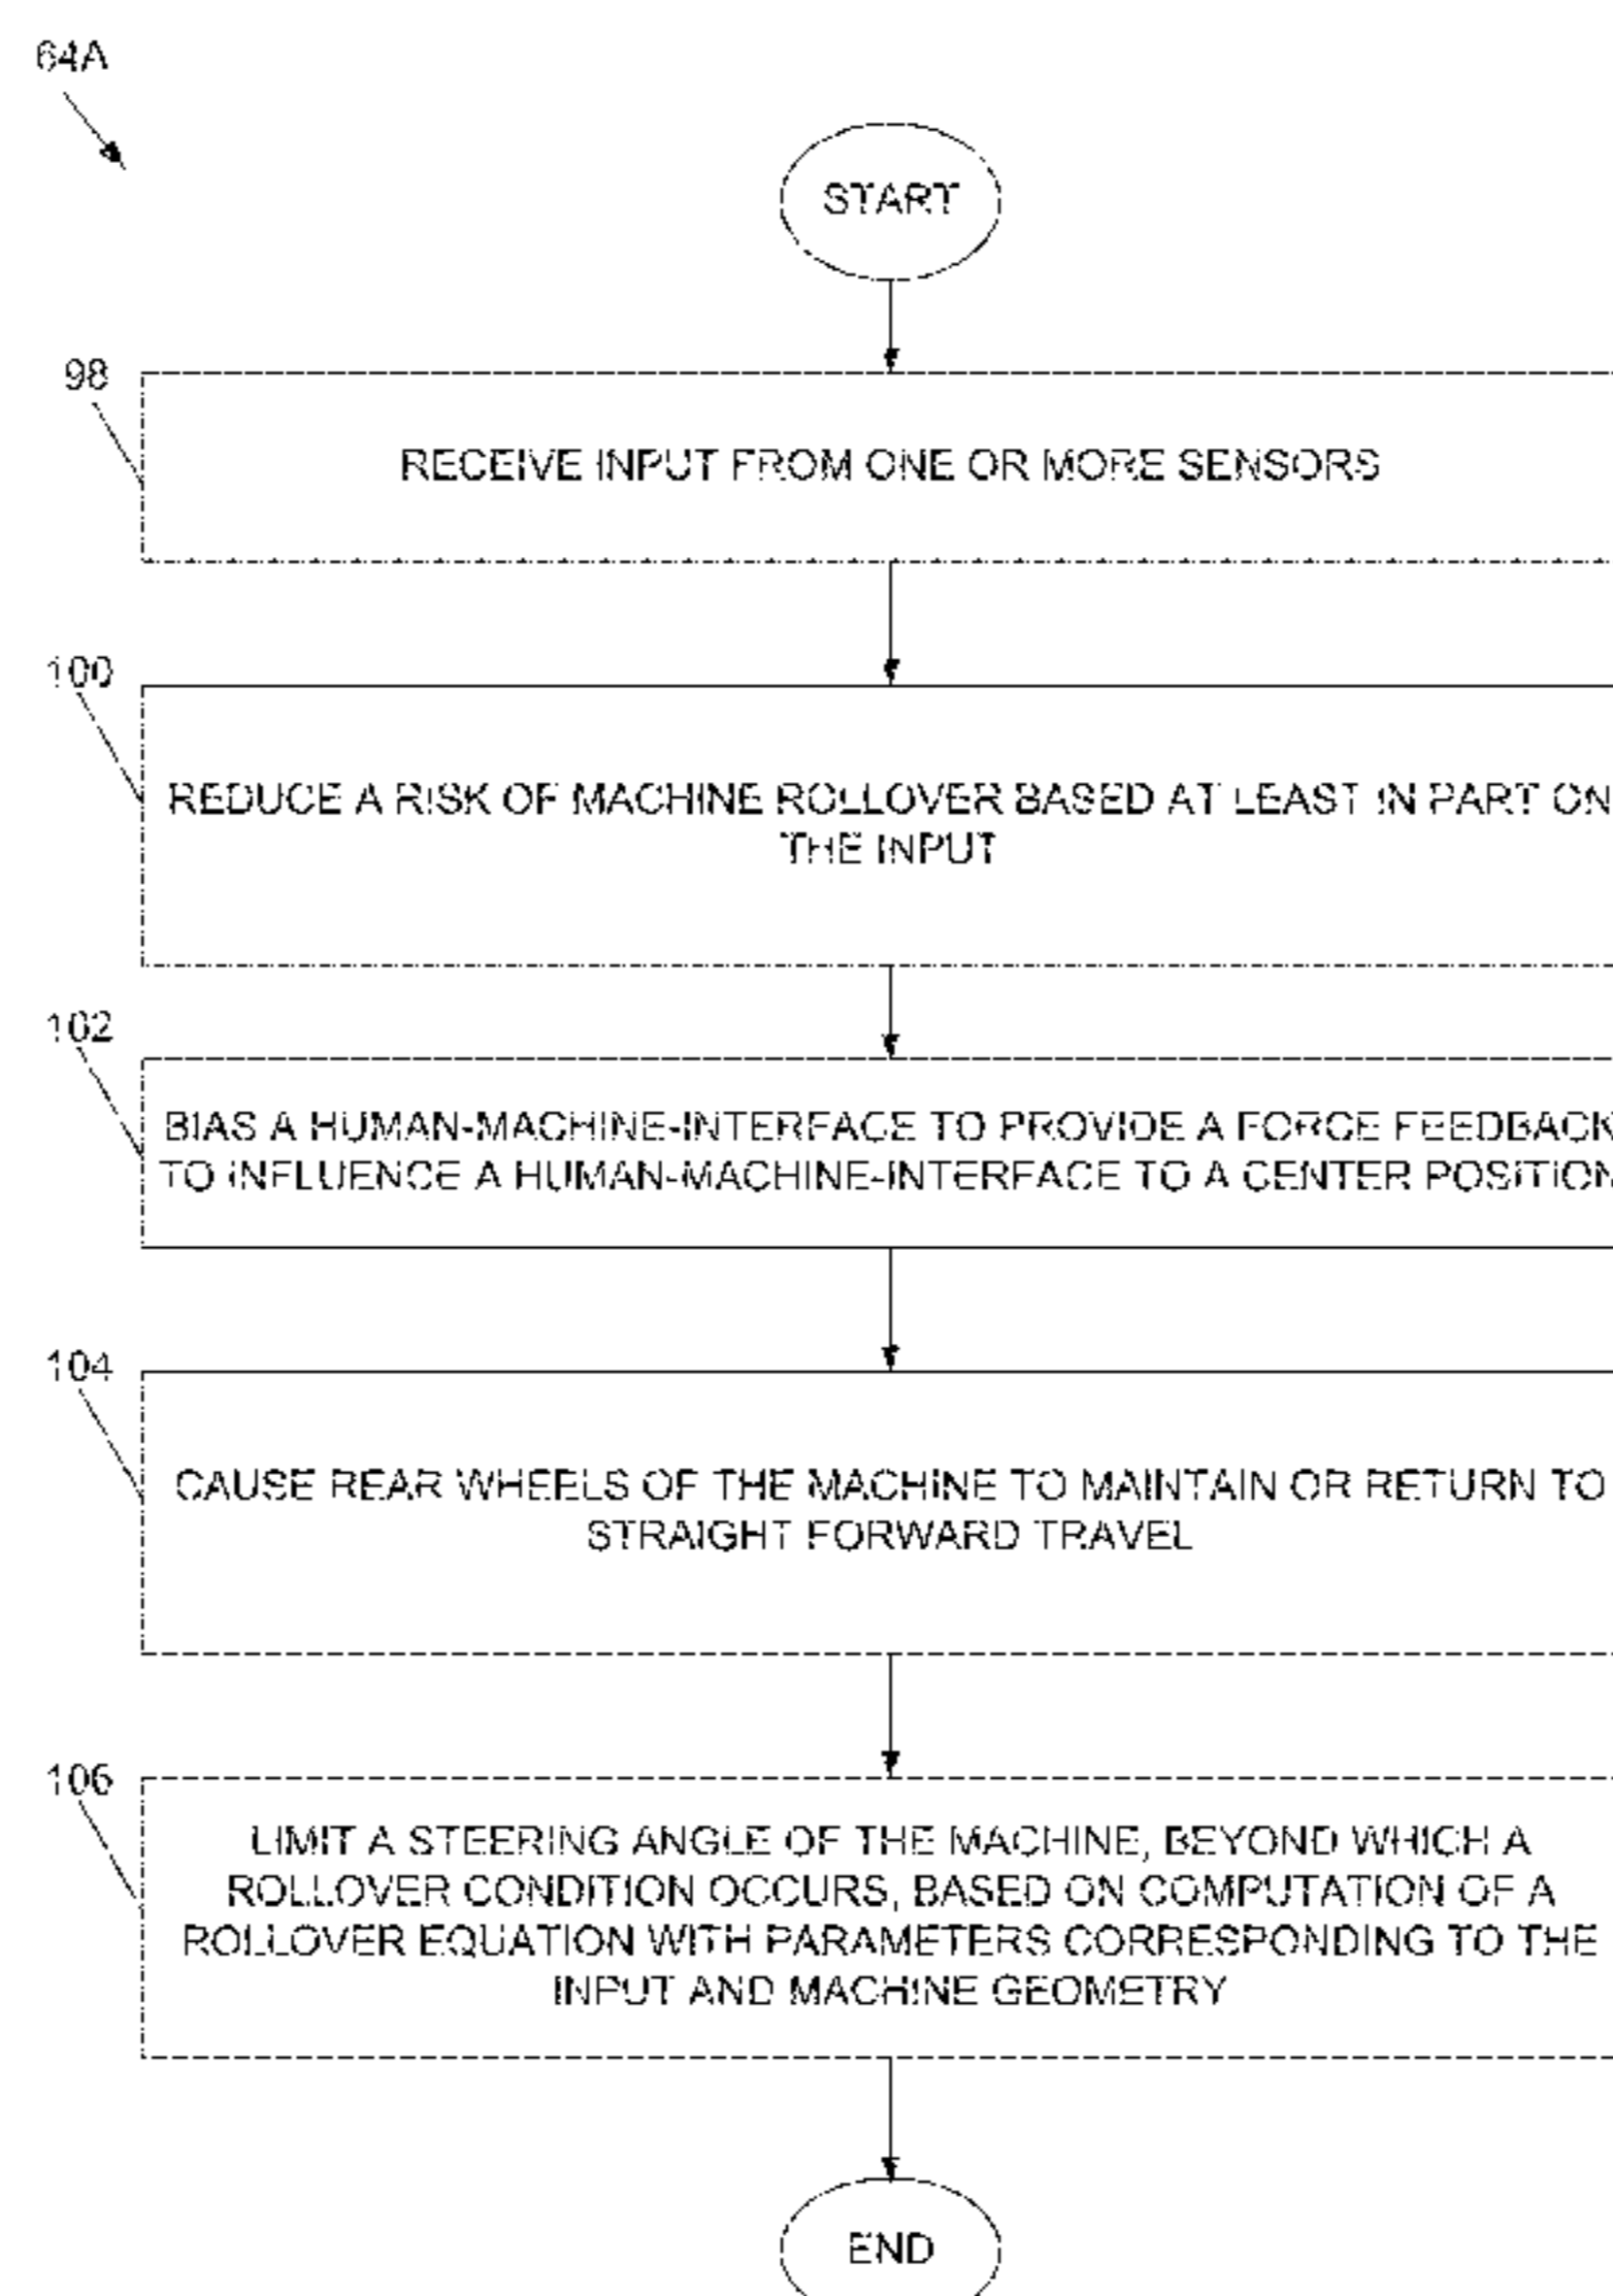 64A
START
98
RECEIVE INPUT FROM ONE OR MORE SENSORS
100
REDUCE A RISK OF MACHINE ROLLOVER BASED AT LEAST IN PART ON
THE INPUT
102
BIAS A HUMAN-MACHINE-INTERFACE TO PROVIDE A FORCE FEEDBACK
TO INFLUENCE A HUMAN-MACHINE-INTERFACE TO A CENTER POSITION
104
CAUSE REAR WHEELS OF THE MACHINE TO MAINTAIN OR RETURN TO
STRAIGHT FORWARD TRAVEL
106
LIMIT A STEERING ANGLE OF THE MACHINE, BEYOND WHICH A
ROLLOVER CONDITION OCCURS, BASED ON COMPUTATION OF A
ROLLOVER EQUATION WITH PARAMETERS CORRESPONDING TO THE
INPUT AND MACHINE GEOMETRY
END